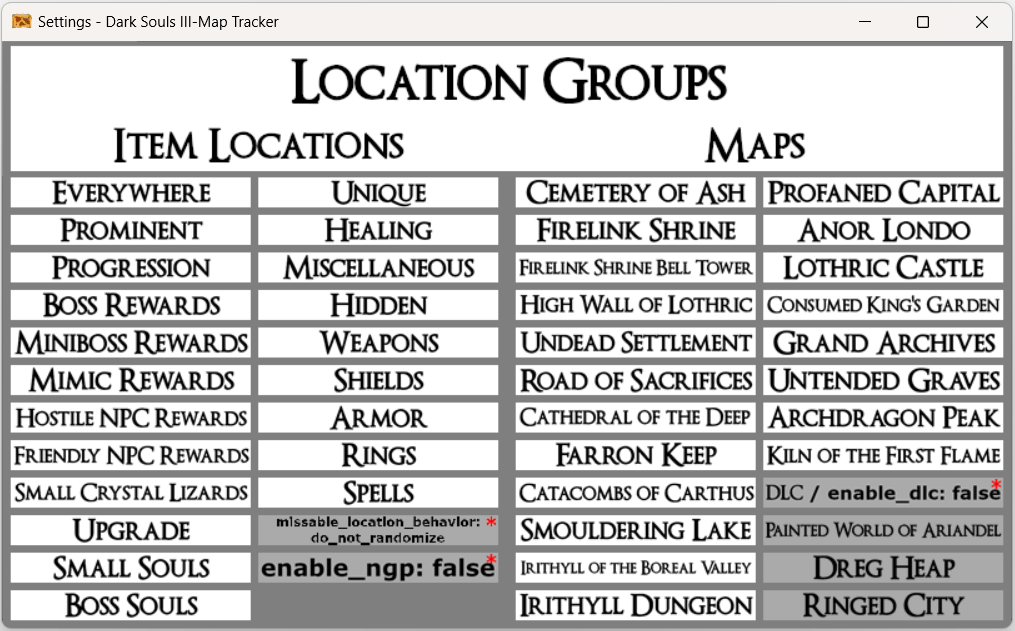 Settings - Dark Souls III-Map Tracker
Location Groups
Item Locations
Maps
Everywhere
Unique
Cemetery of Ash
Profaned Capital
Prominent
Healing
Firelink Shrine
Anor Londo
Progression
Miscellaneous
Firelink Shrine Bell Tower
Lothric Castle
Boss Rewards
Hidden
High Wall of Lothric
Consumed King's Garden
Miniboss Rewards
Weapons
Undead Settlement
Grand Archives
Mimic Rewards
Shields
Road of Sacrifices
Untended Graves
Hostile NPC Rewards
Armor
Cathedral of the Deep
Archdragon Peak
Friendly NPC Rewards
Rings
Farron Keep
Kiln of the First Flame
Small Crystal Lizards
Spells
Catacombs of Carthus
DLC / enable_dlc: false*
Upgrade
missable_location_behavior: *
do_not_randomize
Smouldering Lake
Painted World of Ariandel
Small Souls
enable_ngp: false*
Irithyll of the Boreal Valley
Dreg Heap
Boss Souls
Irithyll Dungeon
Ringed City